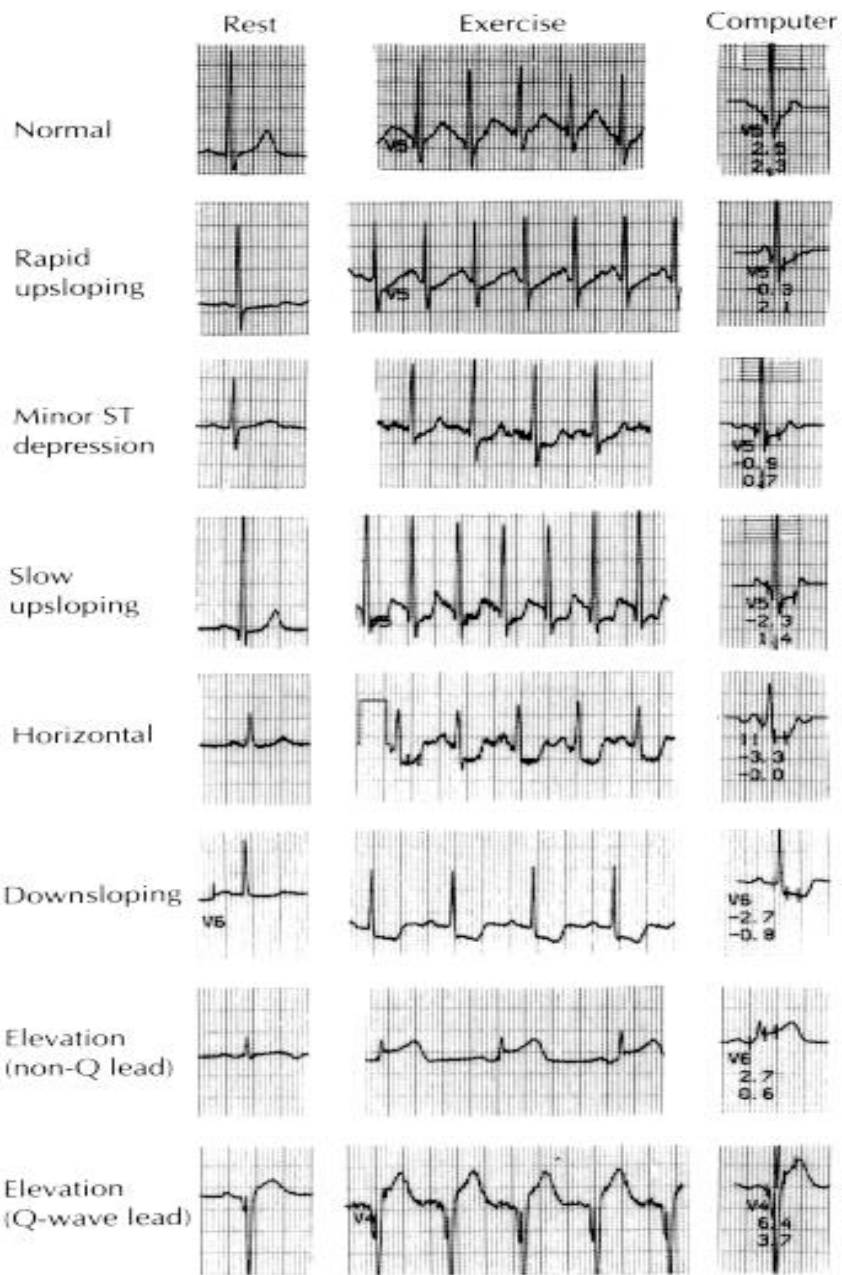 Rest Exercise Computer
Normal
V5
2.3
Rapid
upsloping
V5
V5
-0.3
2.1
Minor ST
depression
-0.9
0.7
Slow
upsloping
V5
-2.3
1.4
Horizontal
II
-3.3
-0.0
Downsloping
V6
V6
-2.7
-0.8
Elevation
(non-Q lead)
V6
2.7
0.6
Elevation
(Q-wave lead)
V4
V4
6.4
3.7